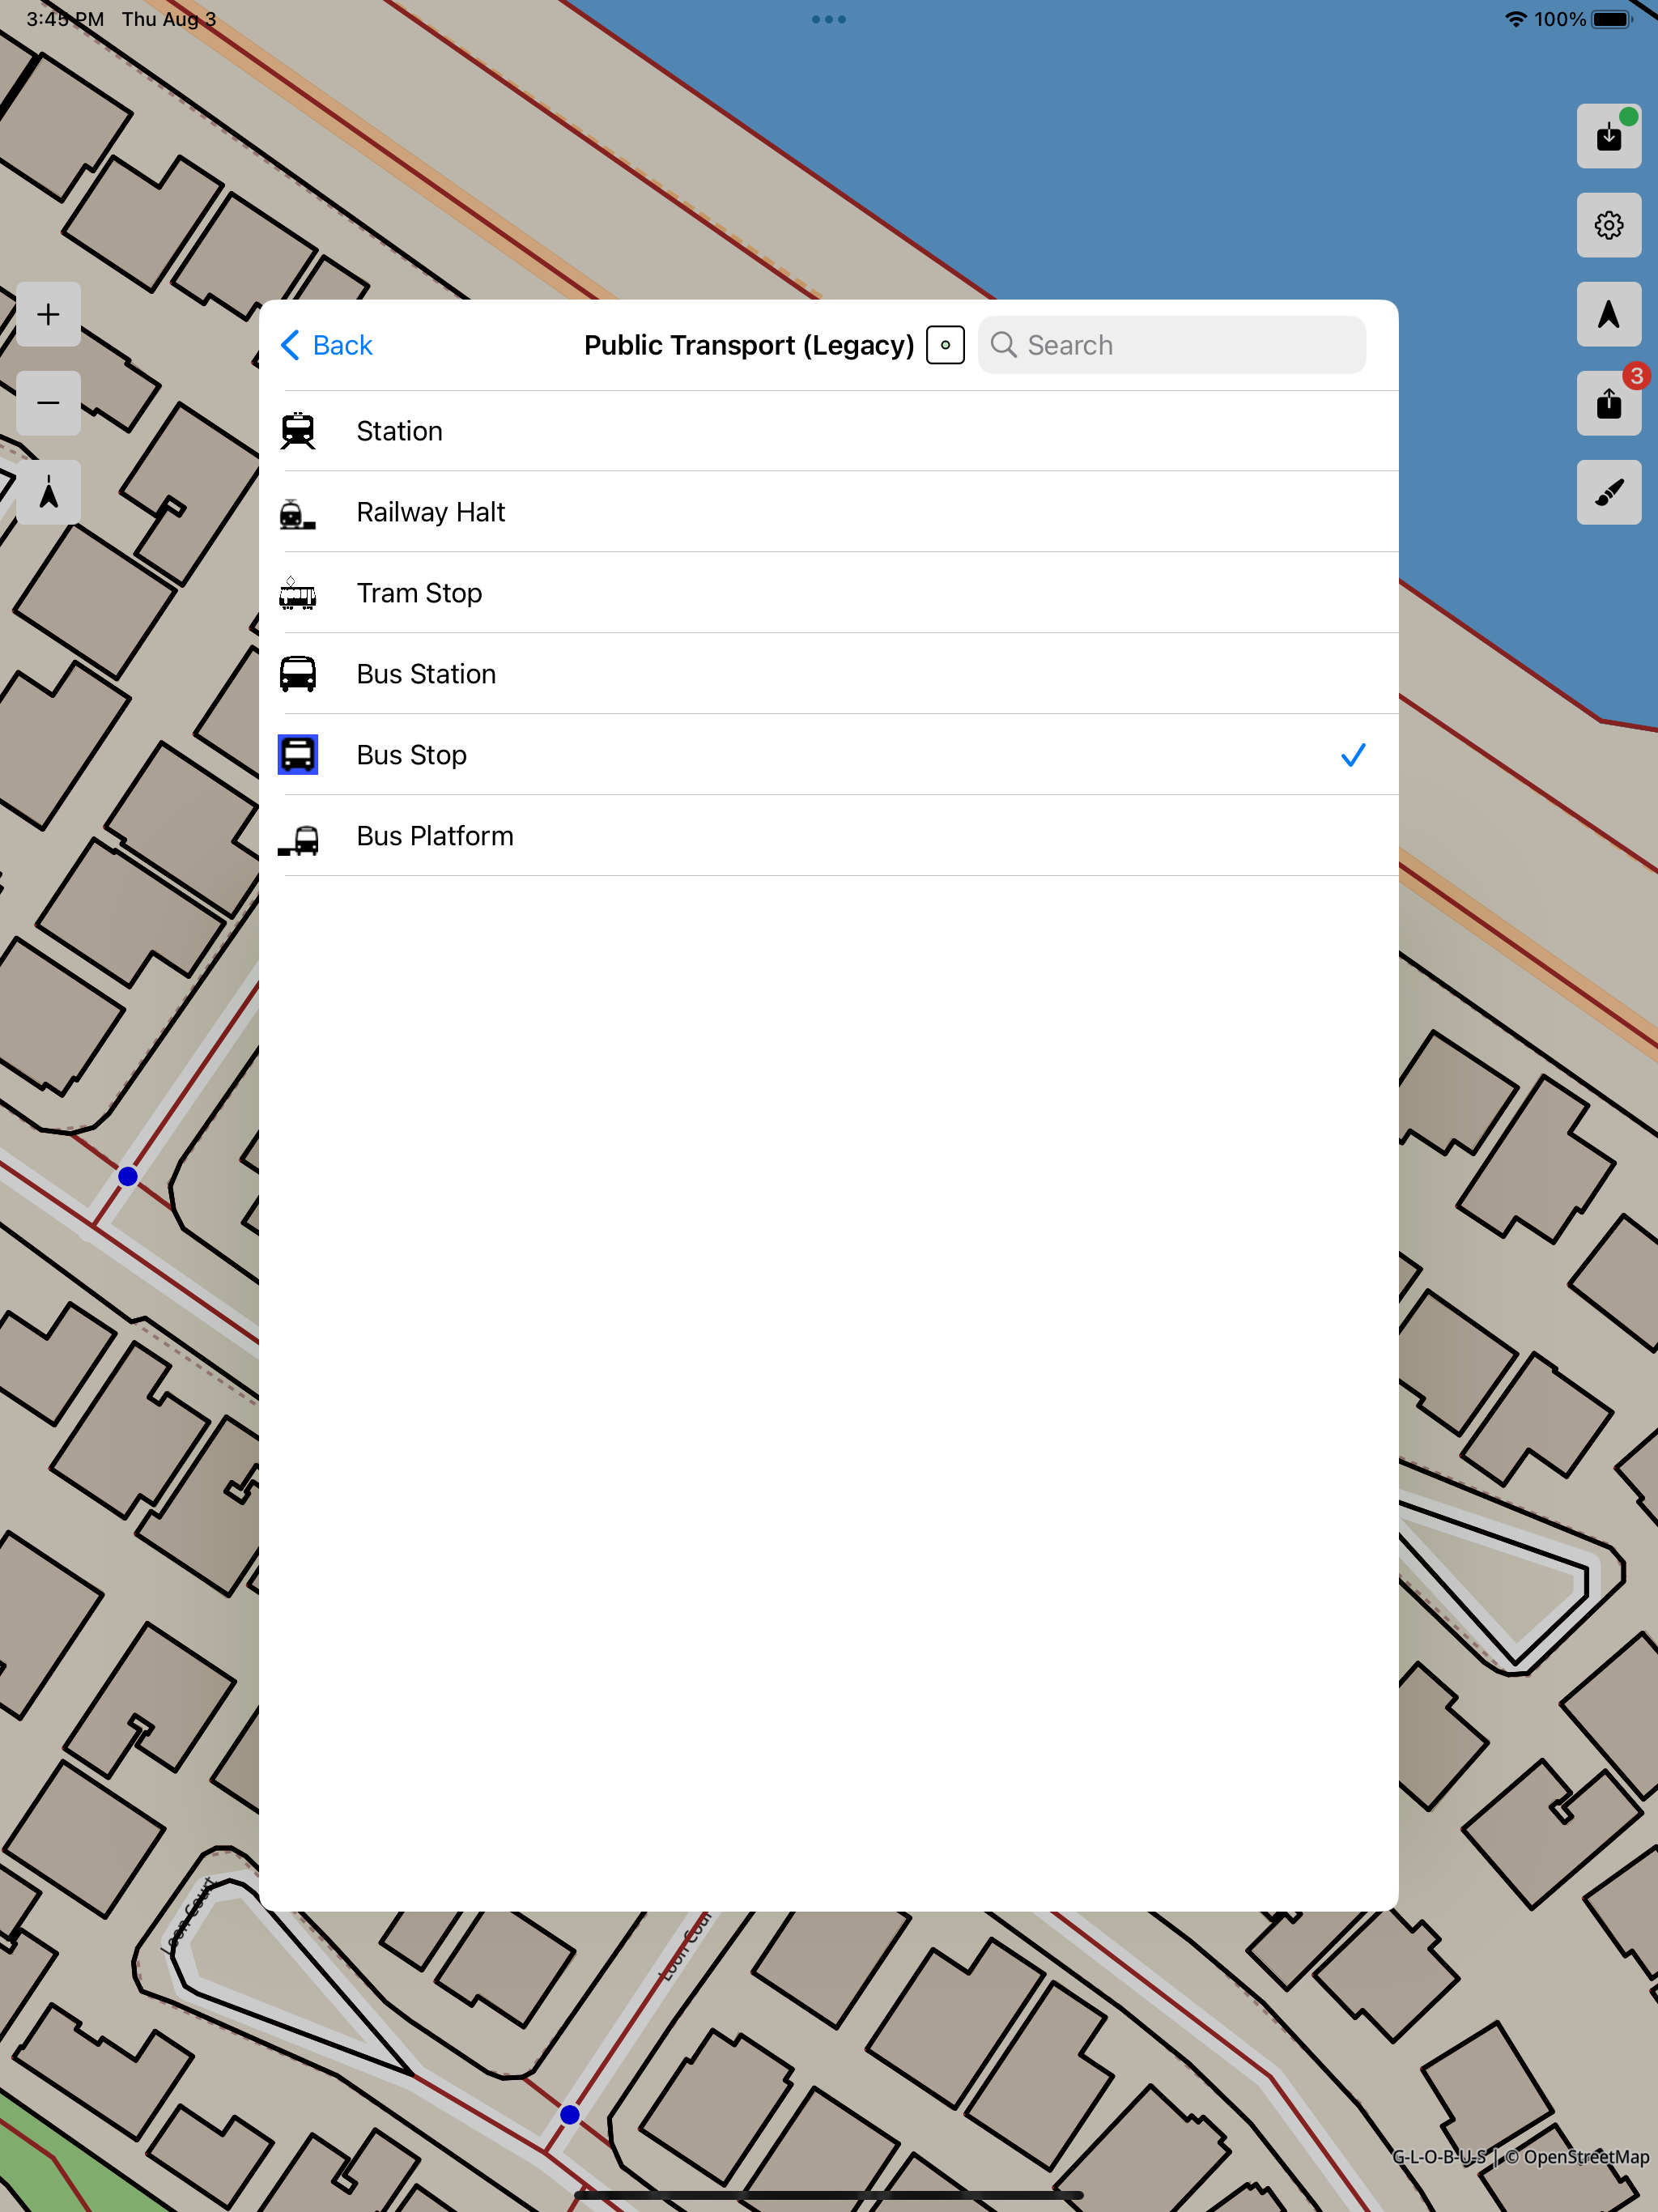 3:45 PM Thu Aug 3
100%
3
Back
Public Transport (Legacy)
Search
Station
Railway Halt
Tram Stop
Bus Station
Bus Stop
Bus Platform
Loon Court
Loon Cour
G-L-O-B-U-S | © OpenStreetMap